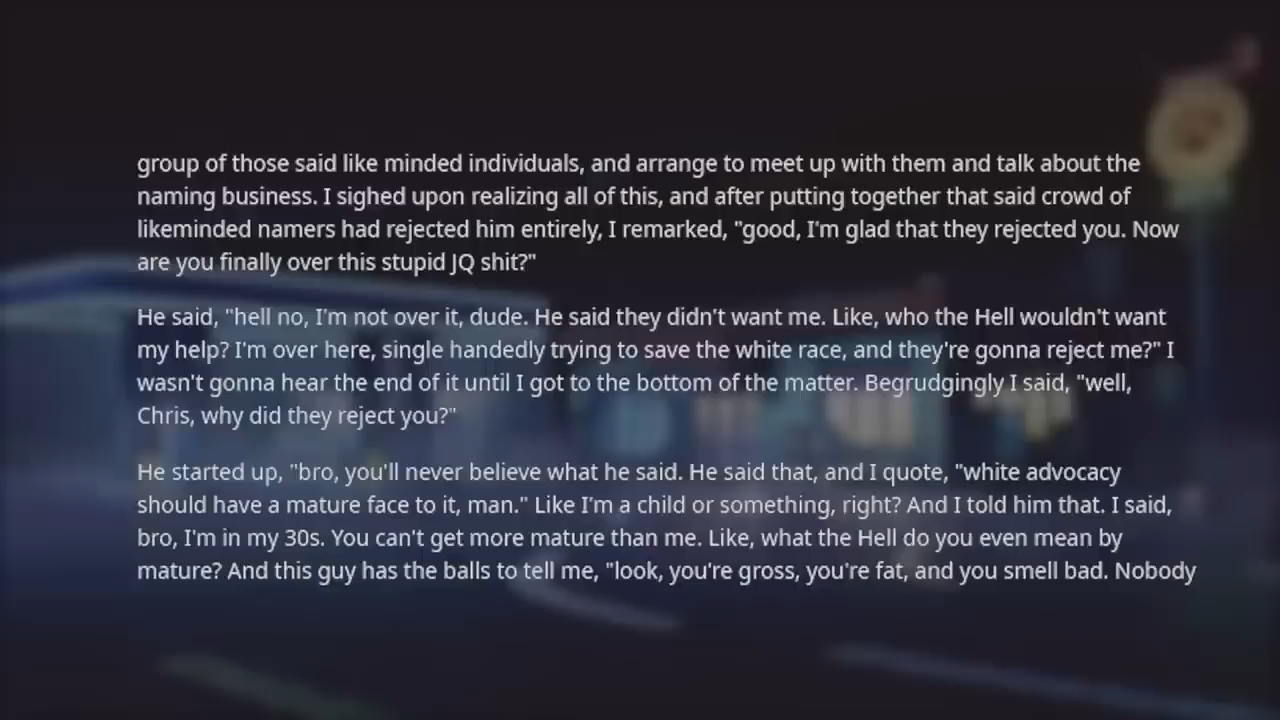 group of those said like minded individuals, and arrange to meet up with them and talk about the
naming business. I sighed upon realizing all of this, and after putting together that said crowd of
likeminded namers had rejected him entirely, I remarked, "good, I'm glad that they rejected you. Now
are you finally over this stupid JQ shit?"
He said, "hell no, I'm not over it, dude. He said they didn't want me. Like, who the Hell wouldn't want
my help? I'm over here, single handedly trying to save the white race, and they're gonna reject me?" I
wasn't gonna hear the end of it until I got to the bottom of the matter. Begrudgingly I said, "well,
Chris, why did they reject you?"
He started up, "bro, you'll never believe what he said. He said that, and I quote, "white advocacy
should have a mature face to it, man." Like I'm a child or something, right? And I told him that. I said,
bro, I'm in my 30s. You can't get more mature than me. Like, what the Hell do you even mean by
mature? And this guy has the balls to tell me, "look, you're gross, you're fat, and you smell bad. Nobody